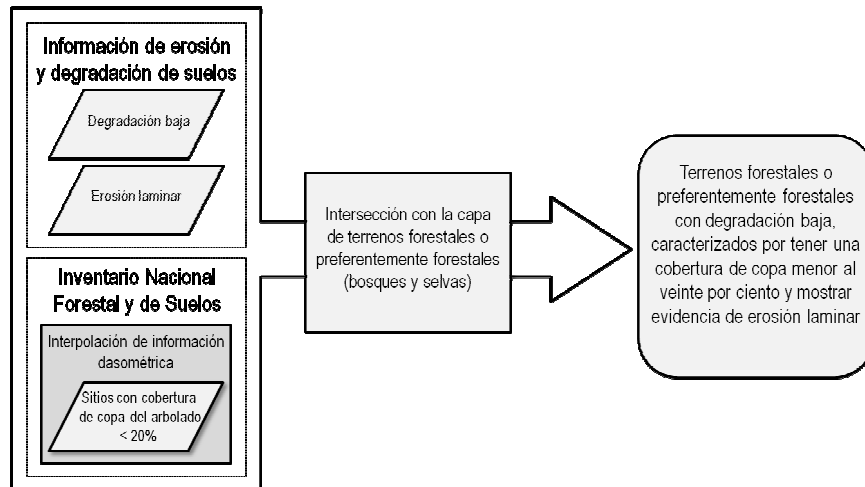 Información de erosión
y degradación de suelos
Degradación baja
Erosión laminar
Inventario Nacional
Forestal y de Suelos
Interpolación de información
dasométrica
Sitios con cobertura
de copa del arbolado
< 20%
Intersección con la capa
de terrenos forestales o
preferentemente forestales
(bosques y selvas)
Terrenos forestales o
preferentemente forestales
con degradación baja,
caracterizados por tener una
cobertura de copa menor al
veinte por ciento y mostrar
evidencia de erosión laminar